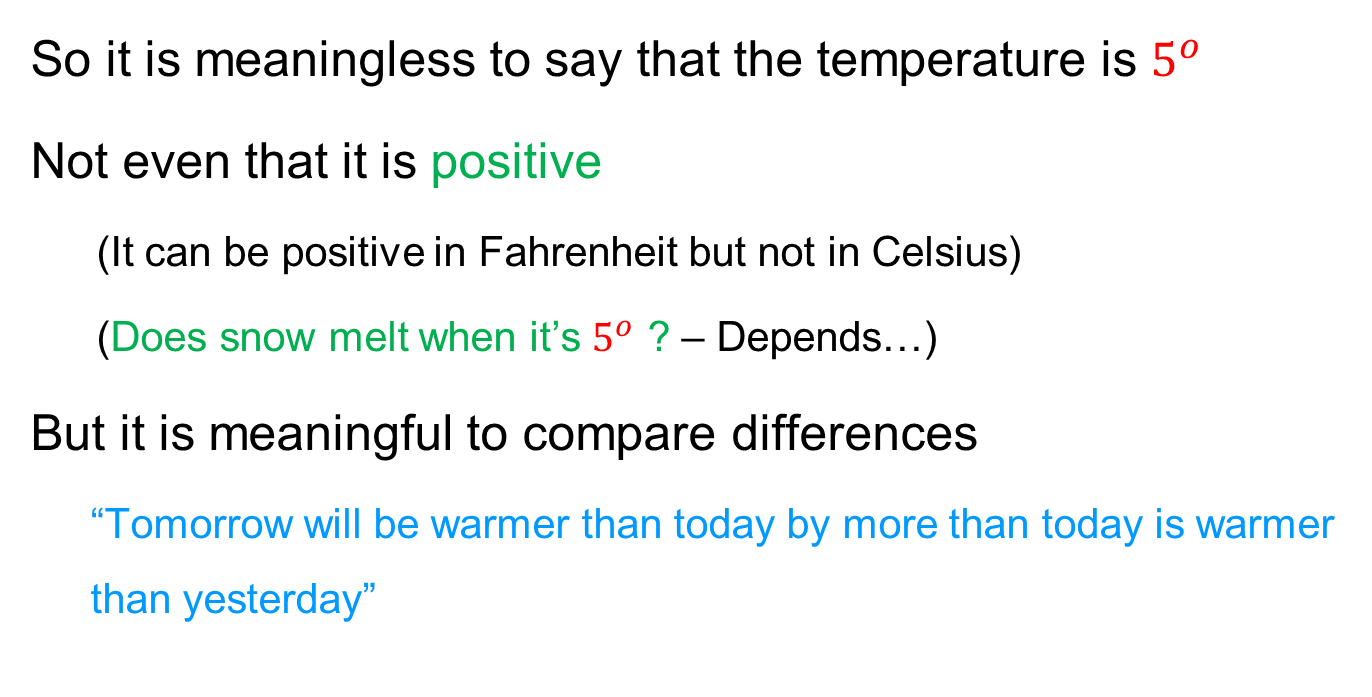 So it is meaningless to say that the temperature is 5ᵒ
Not even that it is positive
(It can be positive in Fahrenheit but not in Celsius)
(Does snow melt when it’s 5ᵒ ? – Depends…)
But it is meaningful to compare differences
“Tomorrow will be warmer than today by more than today is warmer
than yesterday”